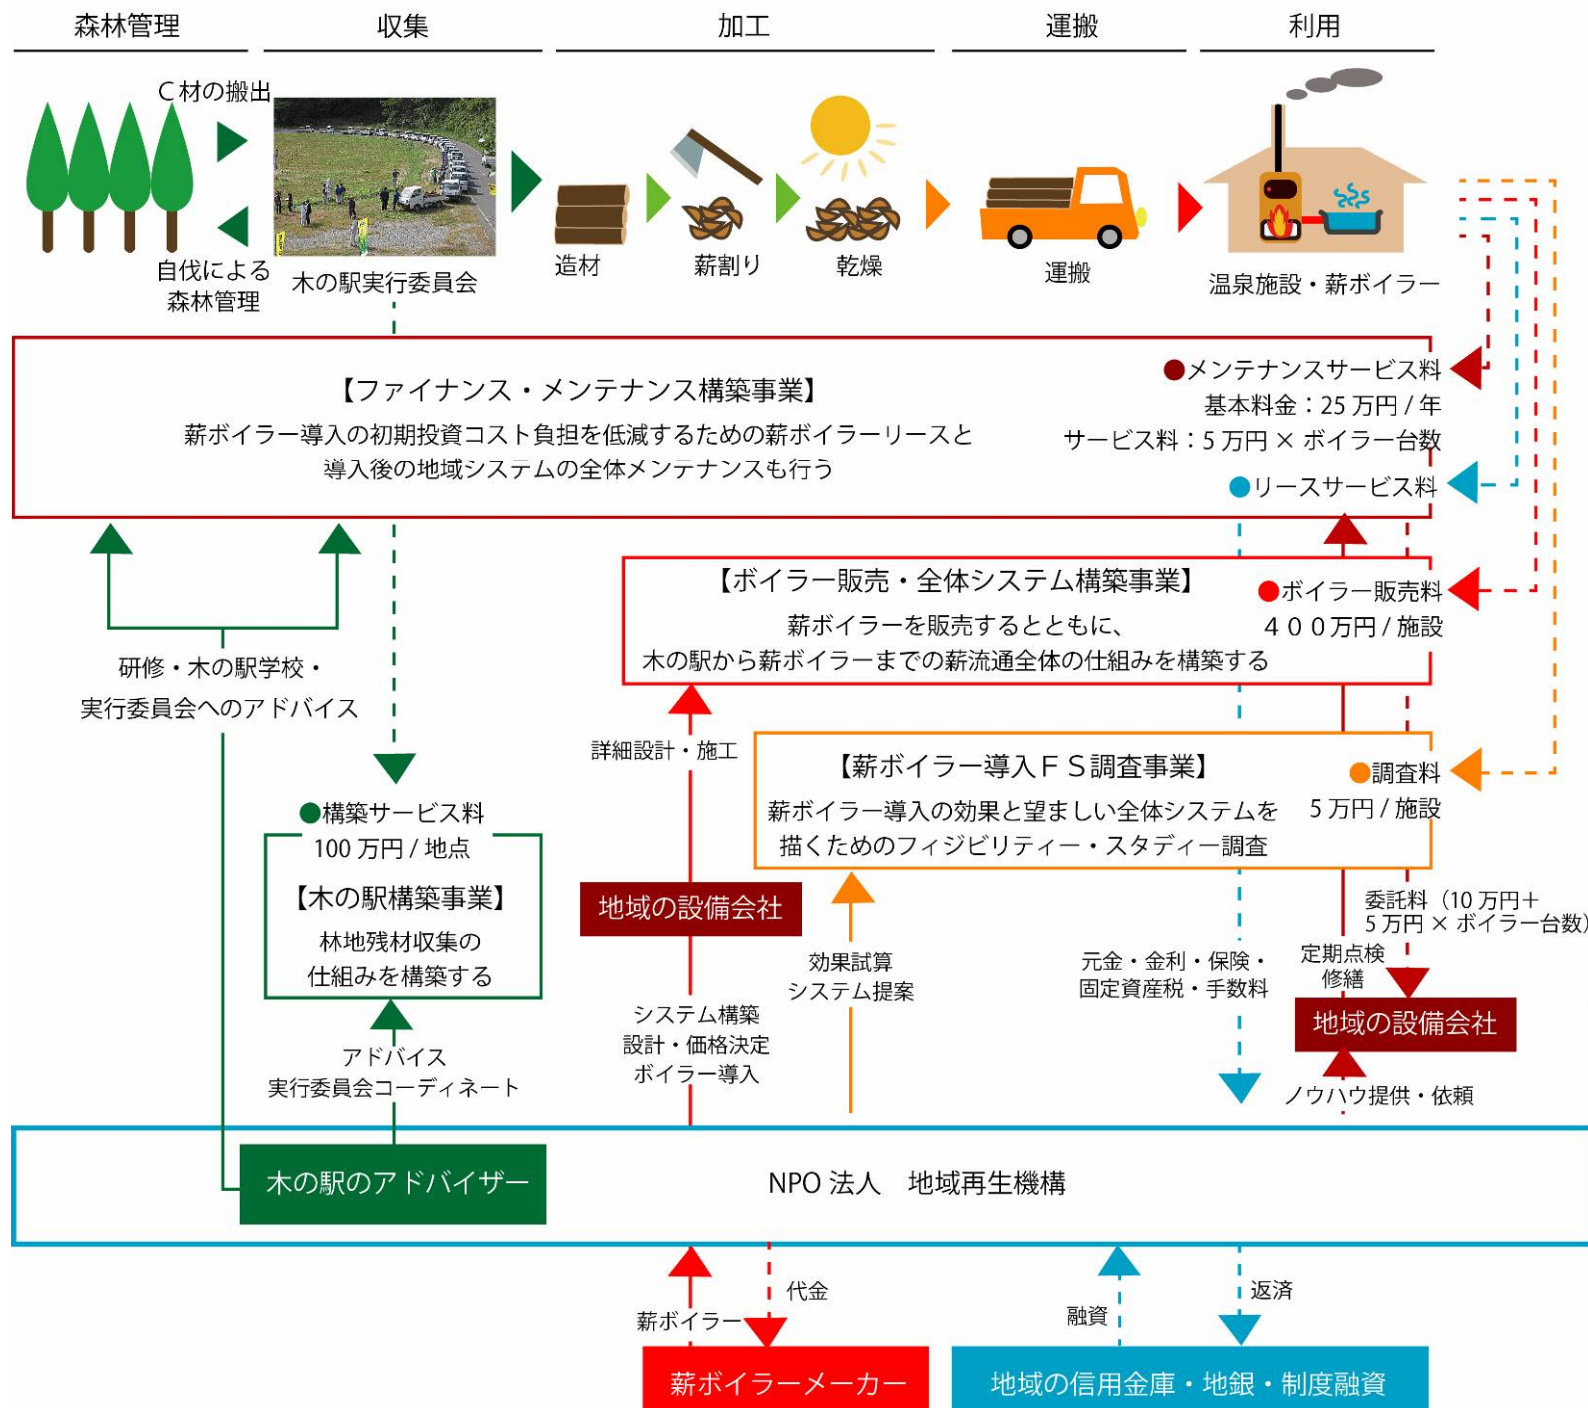 森林管理
収集
加工
運搬
利用
Ｃ材の搬出
自伐による
森林管理
木の駅実行委員会
造材
薪割り
乾燥
運搬
温泉施設・薪ボイラー
【ファイナンス・メンテナンス構築事業】
薪ボイラー導入の初期投資コスト負担を低減するための薪ボイラーリースと
導入後の地域システムの全体メンテナンスも行う
●メンテナンスサービス料
基本料金：25 万円 / 年
サービス料：5 万円 × ボイラー台数
●リースサービス料
【ボイラー販売・全体システム構築事業】
薪ボイラーを販売するとともに、
木の駅から薪ボイラーまでの薪流通全体の仕組みを構築する
●ボイラー販売料
４００万円 / 施設
研修・木の駅学校・
実行委員会へのアドバイス
詳細設計・施工
【薪ボイラー導入ＦＳ調査事業】
薪ボイラー導入の効果と望ましい全体システムを
描くためのフィジビリティー・スタディー調査
●調査料
5 万円 / 施設
●構築サービス料
100 万円 / 地点
【木の駅構築事業】
林地残材収集の
仕組みを構築する
地域の設備会社
効果試算
システム提案
元金・金利・保険・
固定資産税・手数料
委託料（10 万円＋
5 万円 × ボイラー台数）
定期点検
修繕
地域の設備会社
システム構築
設計・価格決定
ボイラー導入
アドバイス
実行委員会コーディネート
ノウハウ提供・依頼
木の駅のアドバイザー
NPO 法人　地域再生機構
薪ボイラー
代金
融資
返済
薪ボイラーメーカー
地域の信用金庫・地銀・制度融資